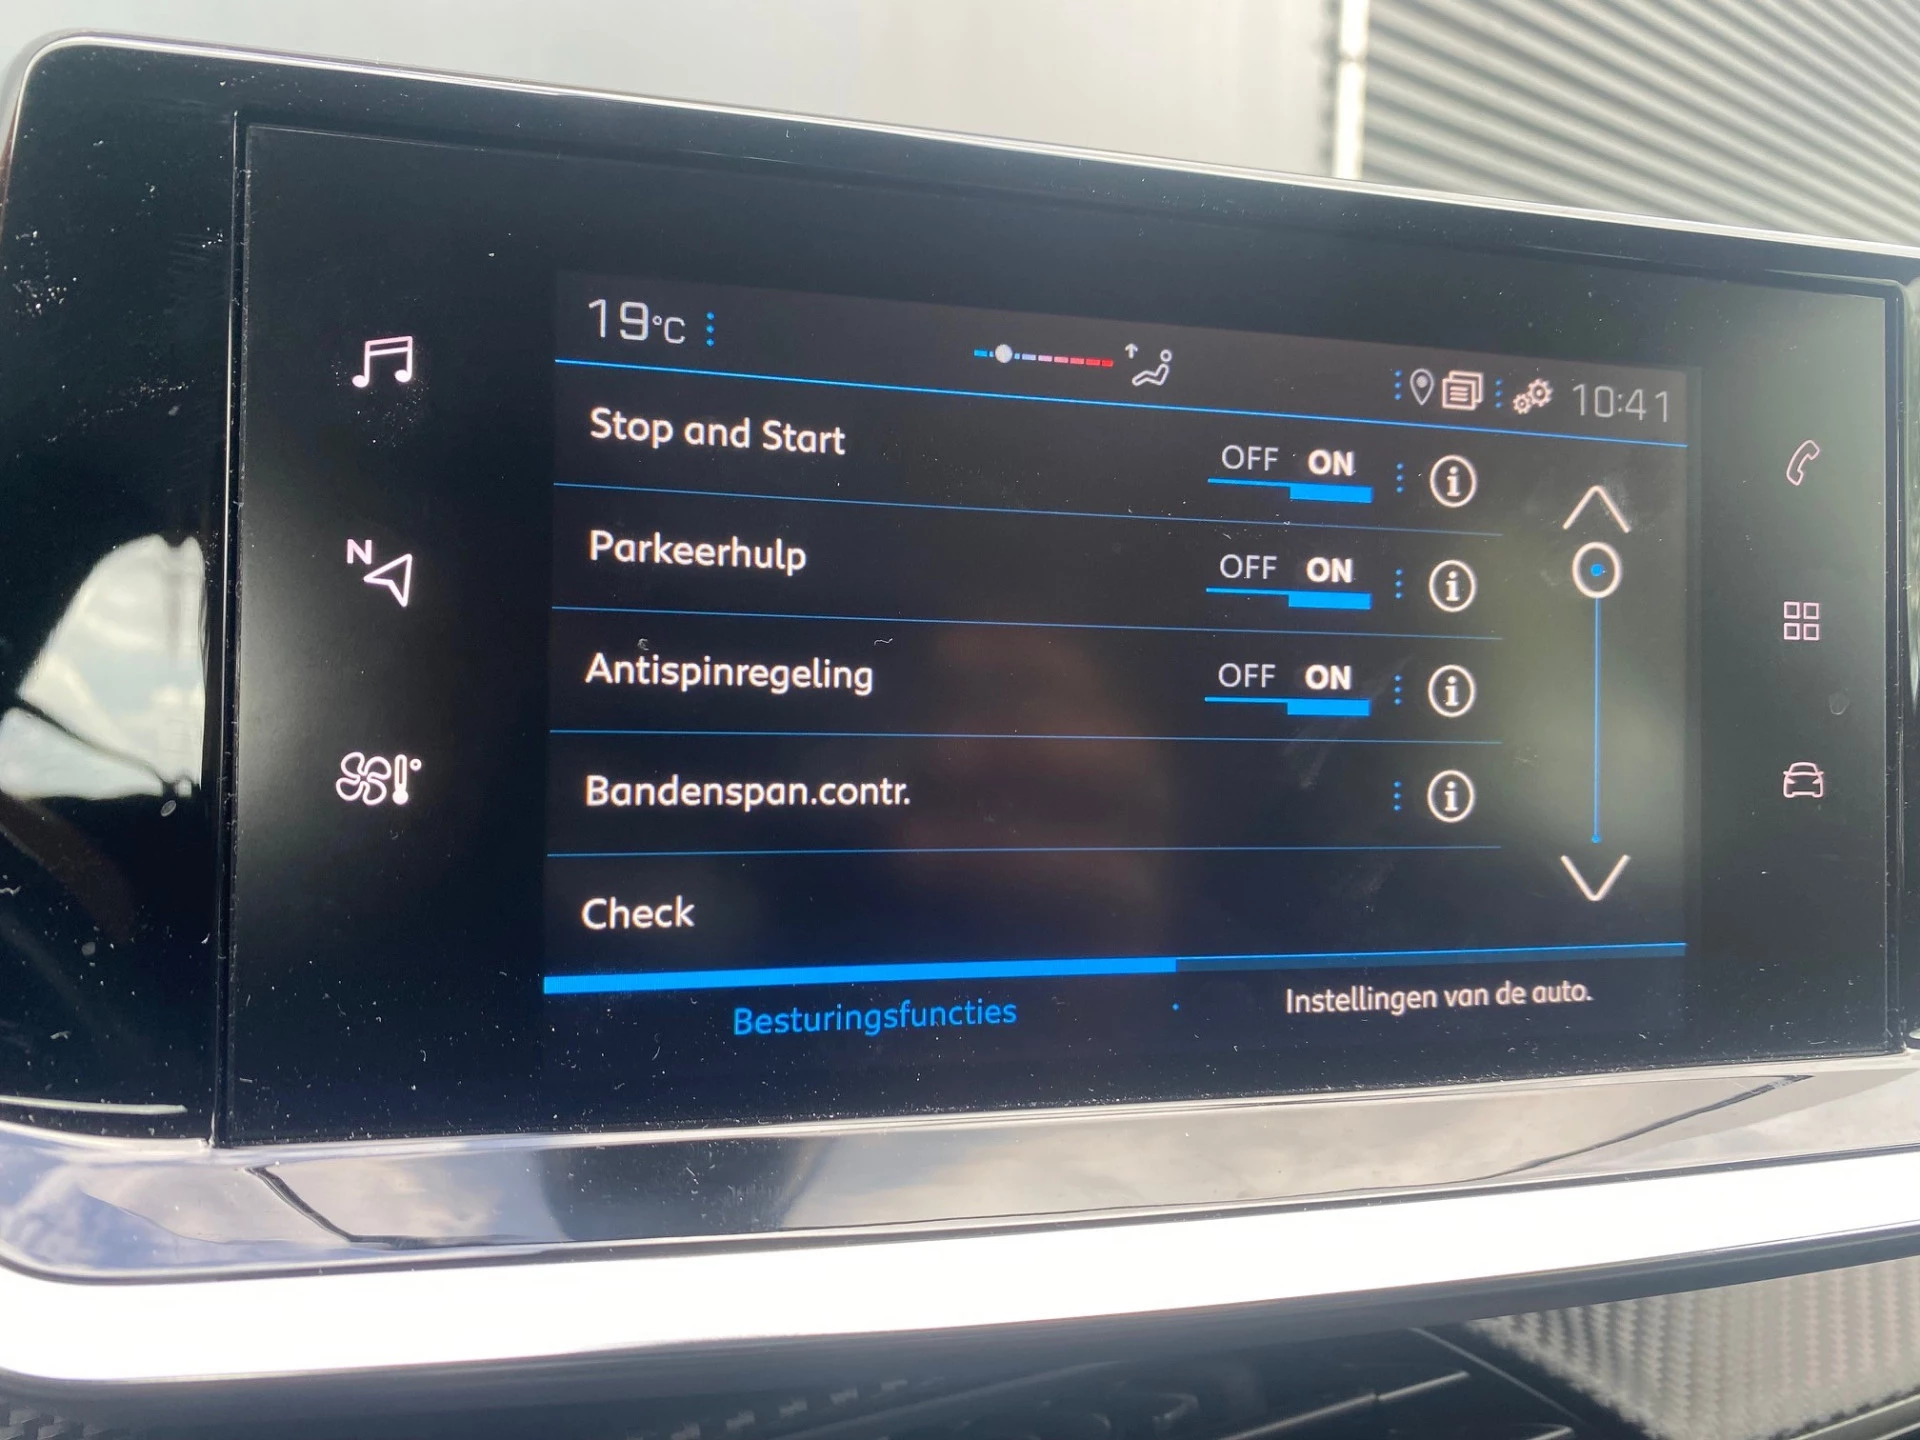 19°C
10:41
Stop and Start OFF ON
Parkeerhulp OFF ON
N
Antispinregeling OFF ON
Bandenspan.contr.
Check
Besturingsfuncties
Instellingen van de auto.